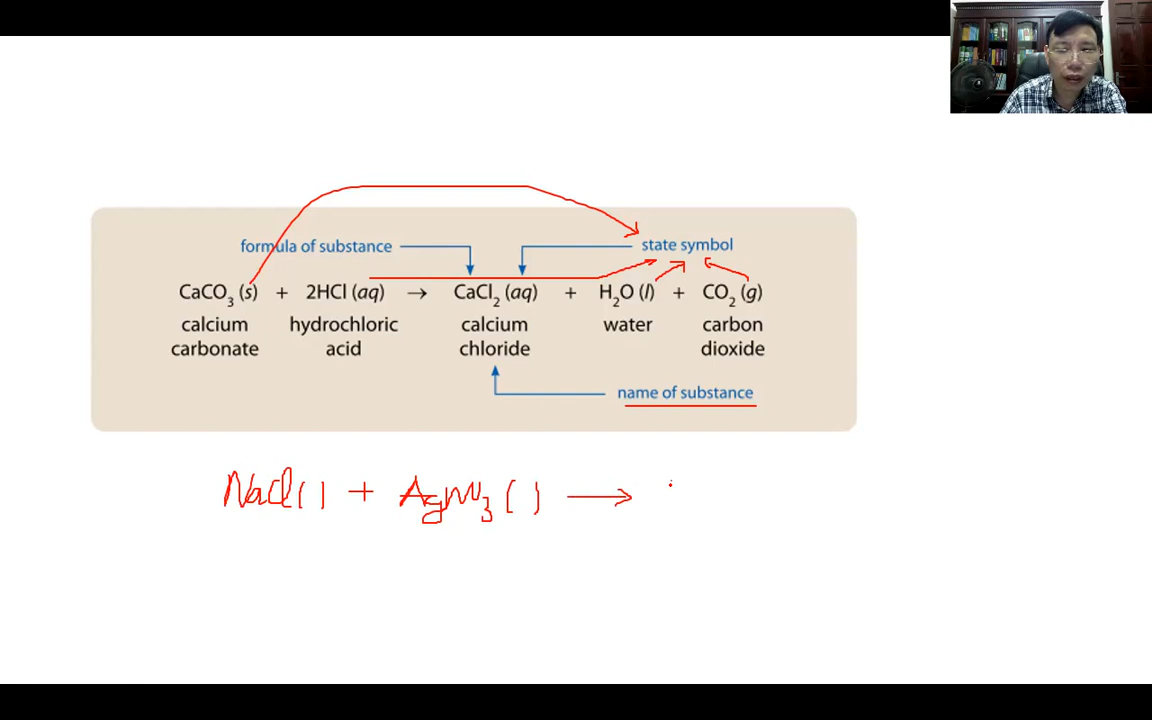 formula of substance state symbol
CaCO₃ (s) + 2HCl (aq) → CaCl₂ (aq) + H₂O (l) + CO₂ (g)
calcium hydrochloric calcium water carbon
carbonate acid chloride dioxide
name of substance
NaCl( ) + AgNO₃( ) →